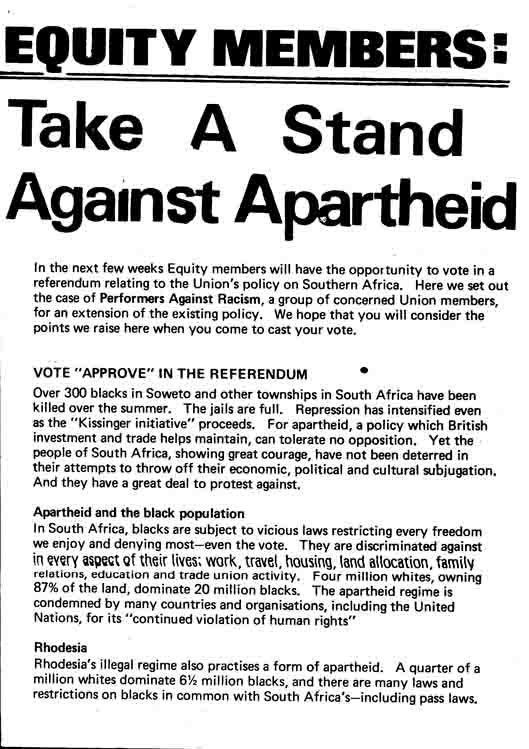 EQUITY MEMBERS:
Take A Stand
Against Apartheid
In the next few weeks Equity members will have the opportunity to vote in a
referendum relating to the Union's policy on Southern Africa. Here we set out
the case of Performers Against Racism, a group of concerned Union members,
for an extension of the existing policy. We hope that you will consider the
points we raise here when you come to cast your vote.
VOTE "APPROVE" IN THE REFERENDUM
Over 300 blacks in Soweto and other townships in South Africa have been
killed over the summer. The jails are full. Repression has intensified even
as the "Kissinger initiative" proceeds. For apartheid, a policy which British
investment and trade helps maintain, can tolerate no opposition. Yet the
people of South Africa, showing great courage, have not been deterred in
their attempts to throw off their economic, political and cultural subjugation.
And they have a great deal to protest against.
Apartheid and the black population
In South Africa, blacks are subject to vicious laws restricting every freedom
we enjoy and denying most—even the vote. They are discriminated against
in every aspect of their lives: work, travel, housing, land allocation, family
relations, education and trade union activity. Four million whites, owning
87% of the land, dominate 20 million blacks. The apartheid regime is
condemned by many countries and organisations, including the United
Nations, for its "continued violation of human rights"
Rhodesia
Rhodesia's illegal regime also practises a form of apartheid. A quarter of a
million whites dominate 6½ million blacks, and there are many laws and
restrictions on blacks in common with South Africa's—including pass laws.